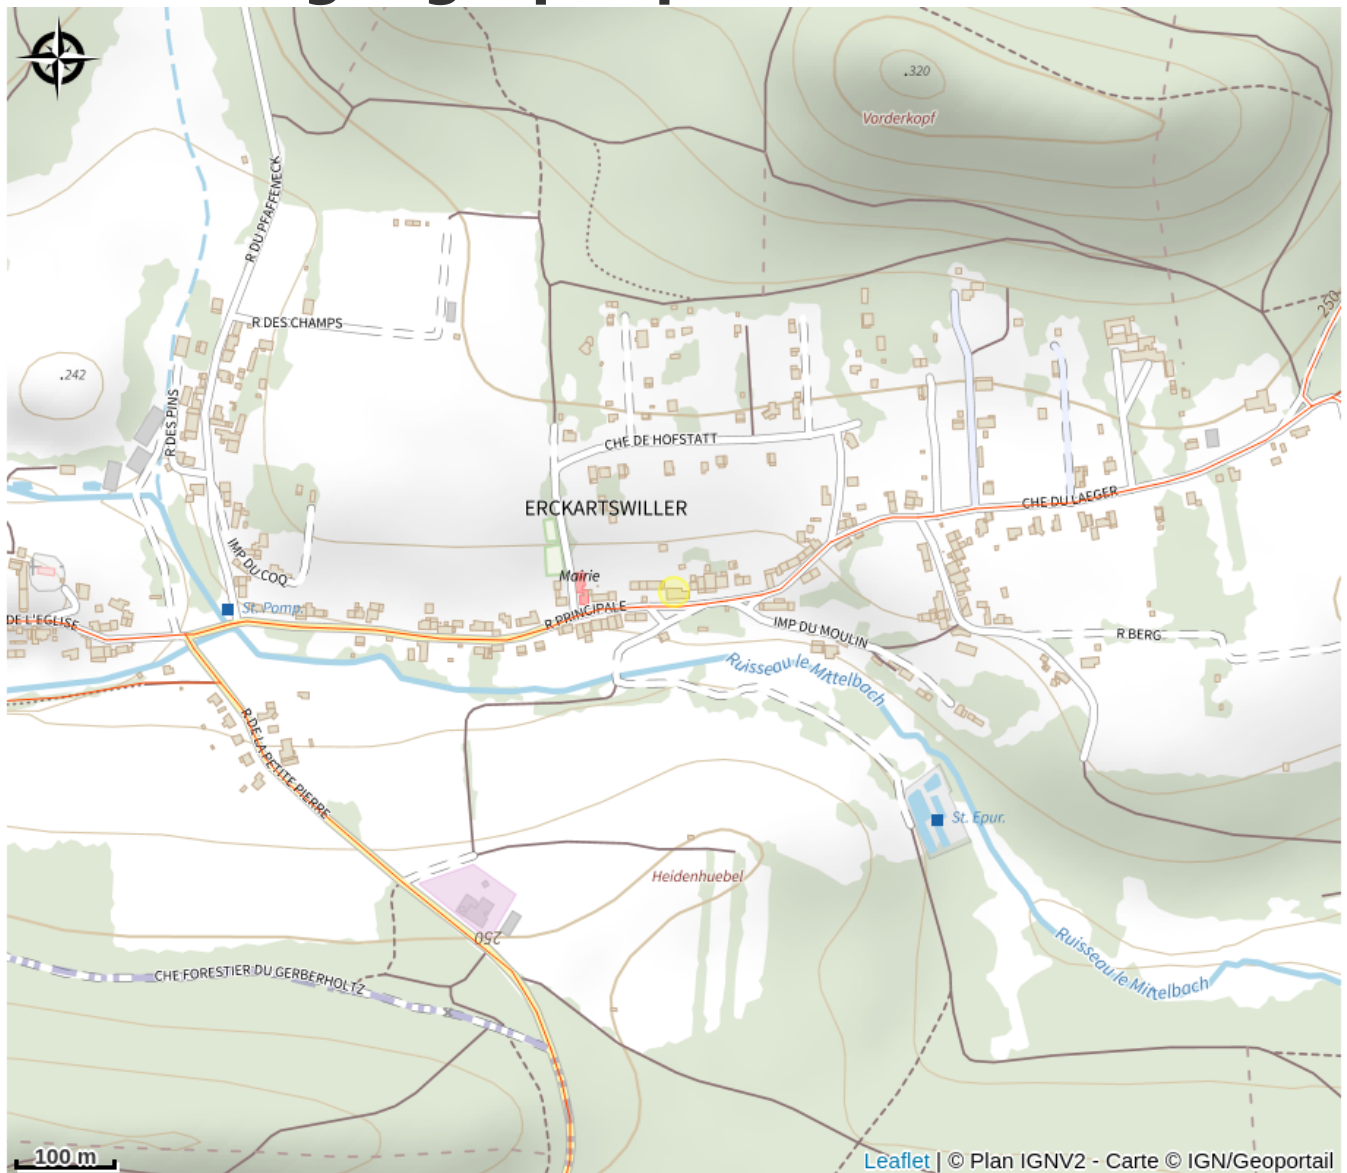 .320
Vorderkopf
R DU PFAFFENECK
250
R DES CHAMPS
.242
R DES PINS
CHE DE HOFSTATT
CHE DU LAEGER
ERCKARTSWILLER
IMP DU COQ
Mairie
St. Pomp.
R PRINCIPALE
DE L'EGLISE
IMP DU MOULIN
R BERG
Ruisseau le Mittelbach
R DE LA PETITE PIERRE
St. Epur.
Heidenhuebel
250
Ruisseau le Mittelbach
CHE FORESTIER DU GERBERHOLTZ
100 m
Leaflet | © Plan IGNV2 - Carte © IGN/Geoportail